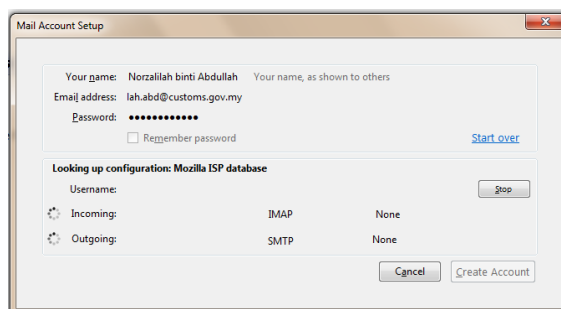 Mail Account Setup
Your name: Norzalilah binti Abdullah Your name, as shown to others
Email address: lah.abd@customs.gov.my
Password: ●●●●●●●●●●●●
Remember password Start over
Looking up configuration: Mozilla ISP database
Username: Stop
Incoming: IMAP None
Outgoing: SMTP None
Cancel Create Account